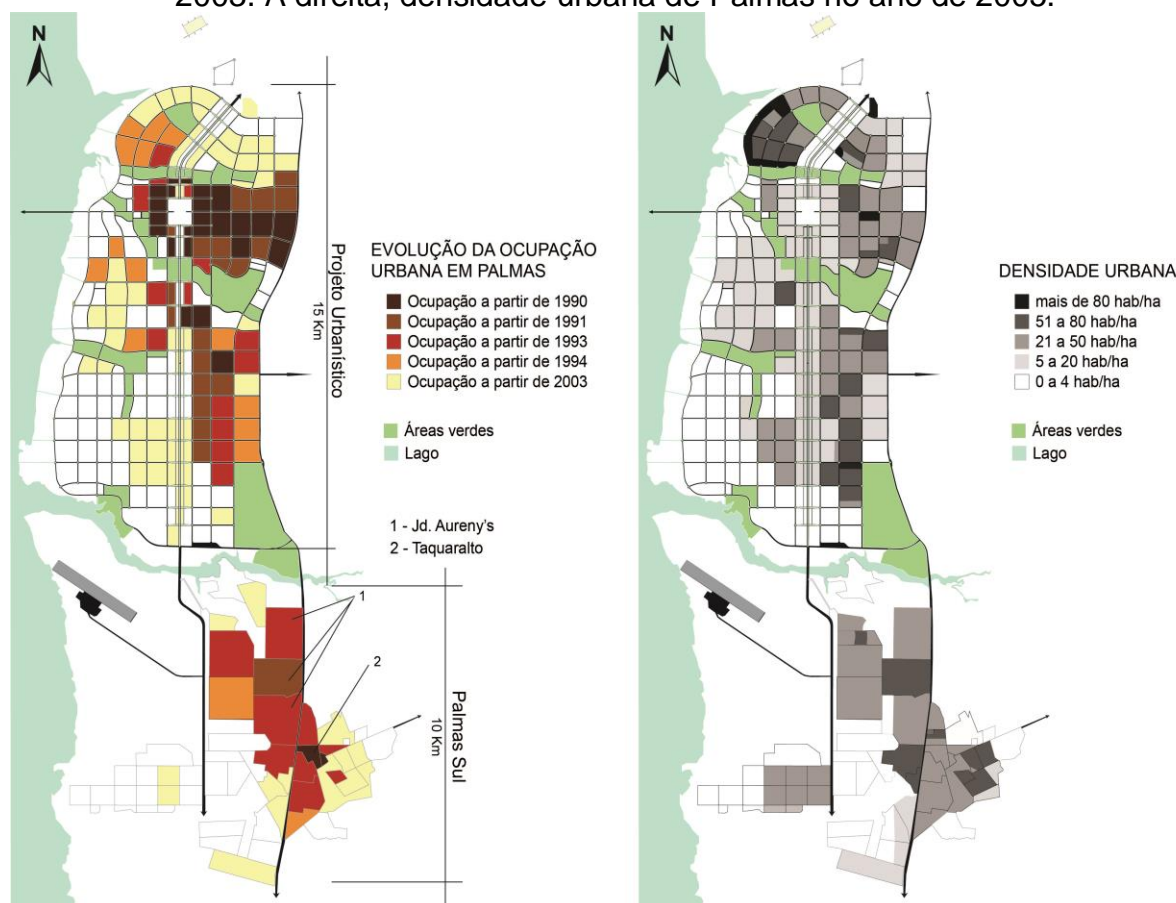 2003. À direita, densidade urbana de Palmas no ano de 2003.
N
EVOLUÇÃO DA OCUPAÇÃO
URBANA EM PALMAS
Ocupação a partir de 1990
Ocupação a partir de 1991
Ocupação a partir de 1993
Ocupação a partir de 1994
Ocupação a partir de 2003
Áreas verdes
Lago
1 - Jd. Aureny's
2 - Taquaralto
Projeto Urbanístico
15 Km
1
2
Palmas Sul
10 Km
N
DENSIDADE URBANA
mais de 80 hab/ha
51 a 80 hab/ha
21 a 50 hab/ha
5 a 20 hab/ha
0 a 4 hab/ha
Áreas verdes
Lago